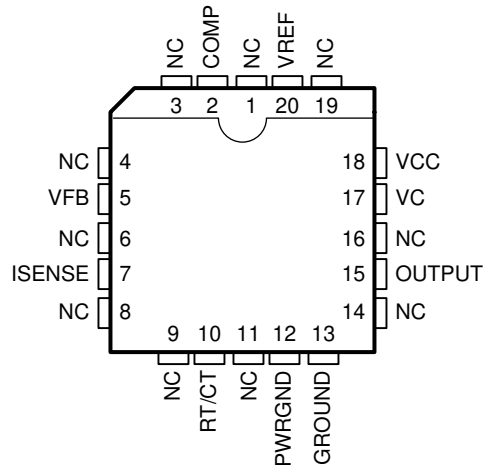 NC
COMP
NC
VREF
NC
3 2 1 20 19
NC 4 18 VCC
VFB 5 17 VC
NC 6 16 NC
ISENSE 7 15 OUTPUT
NC 8 14 NC
9 10 11 12 13
NC
RT/CT
NC
PWRGND
GROUND